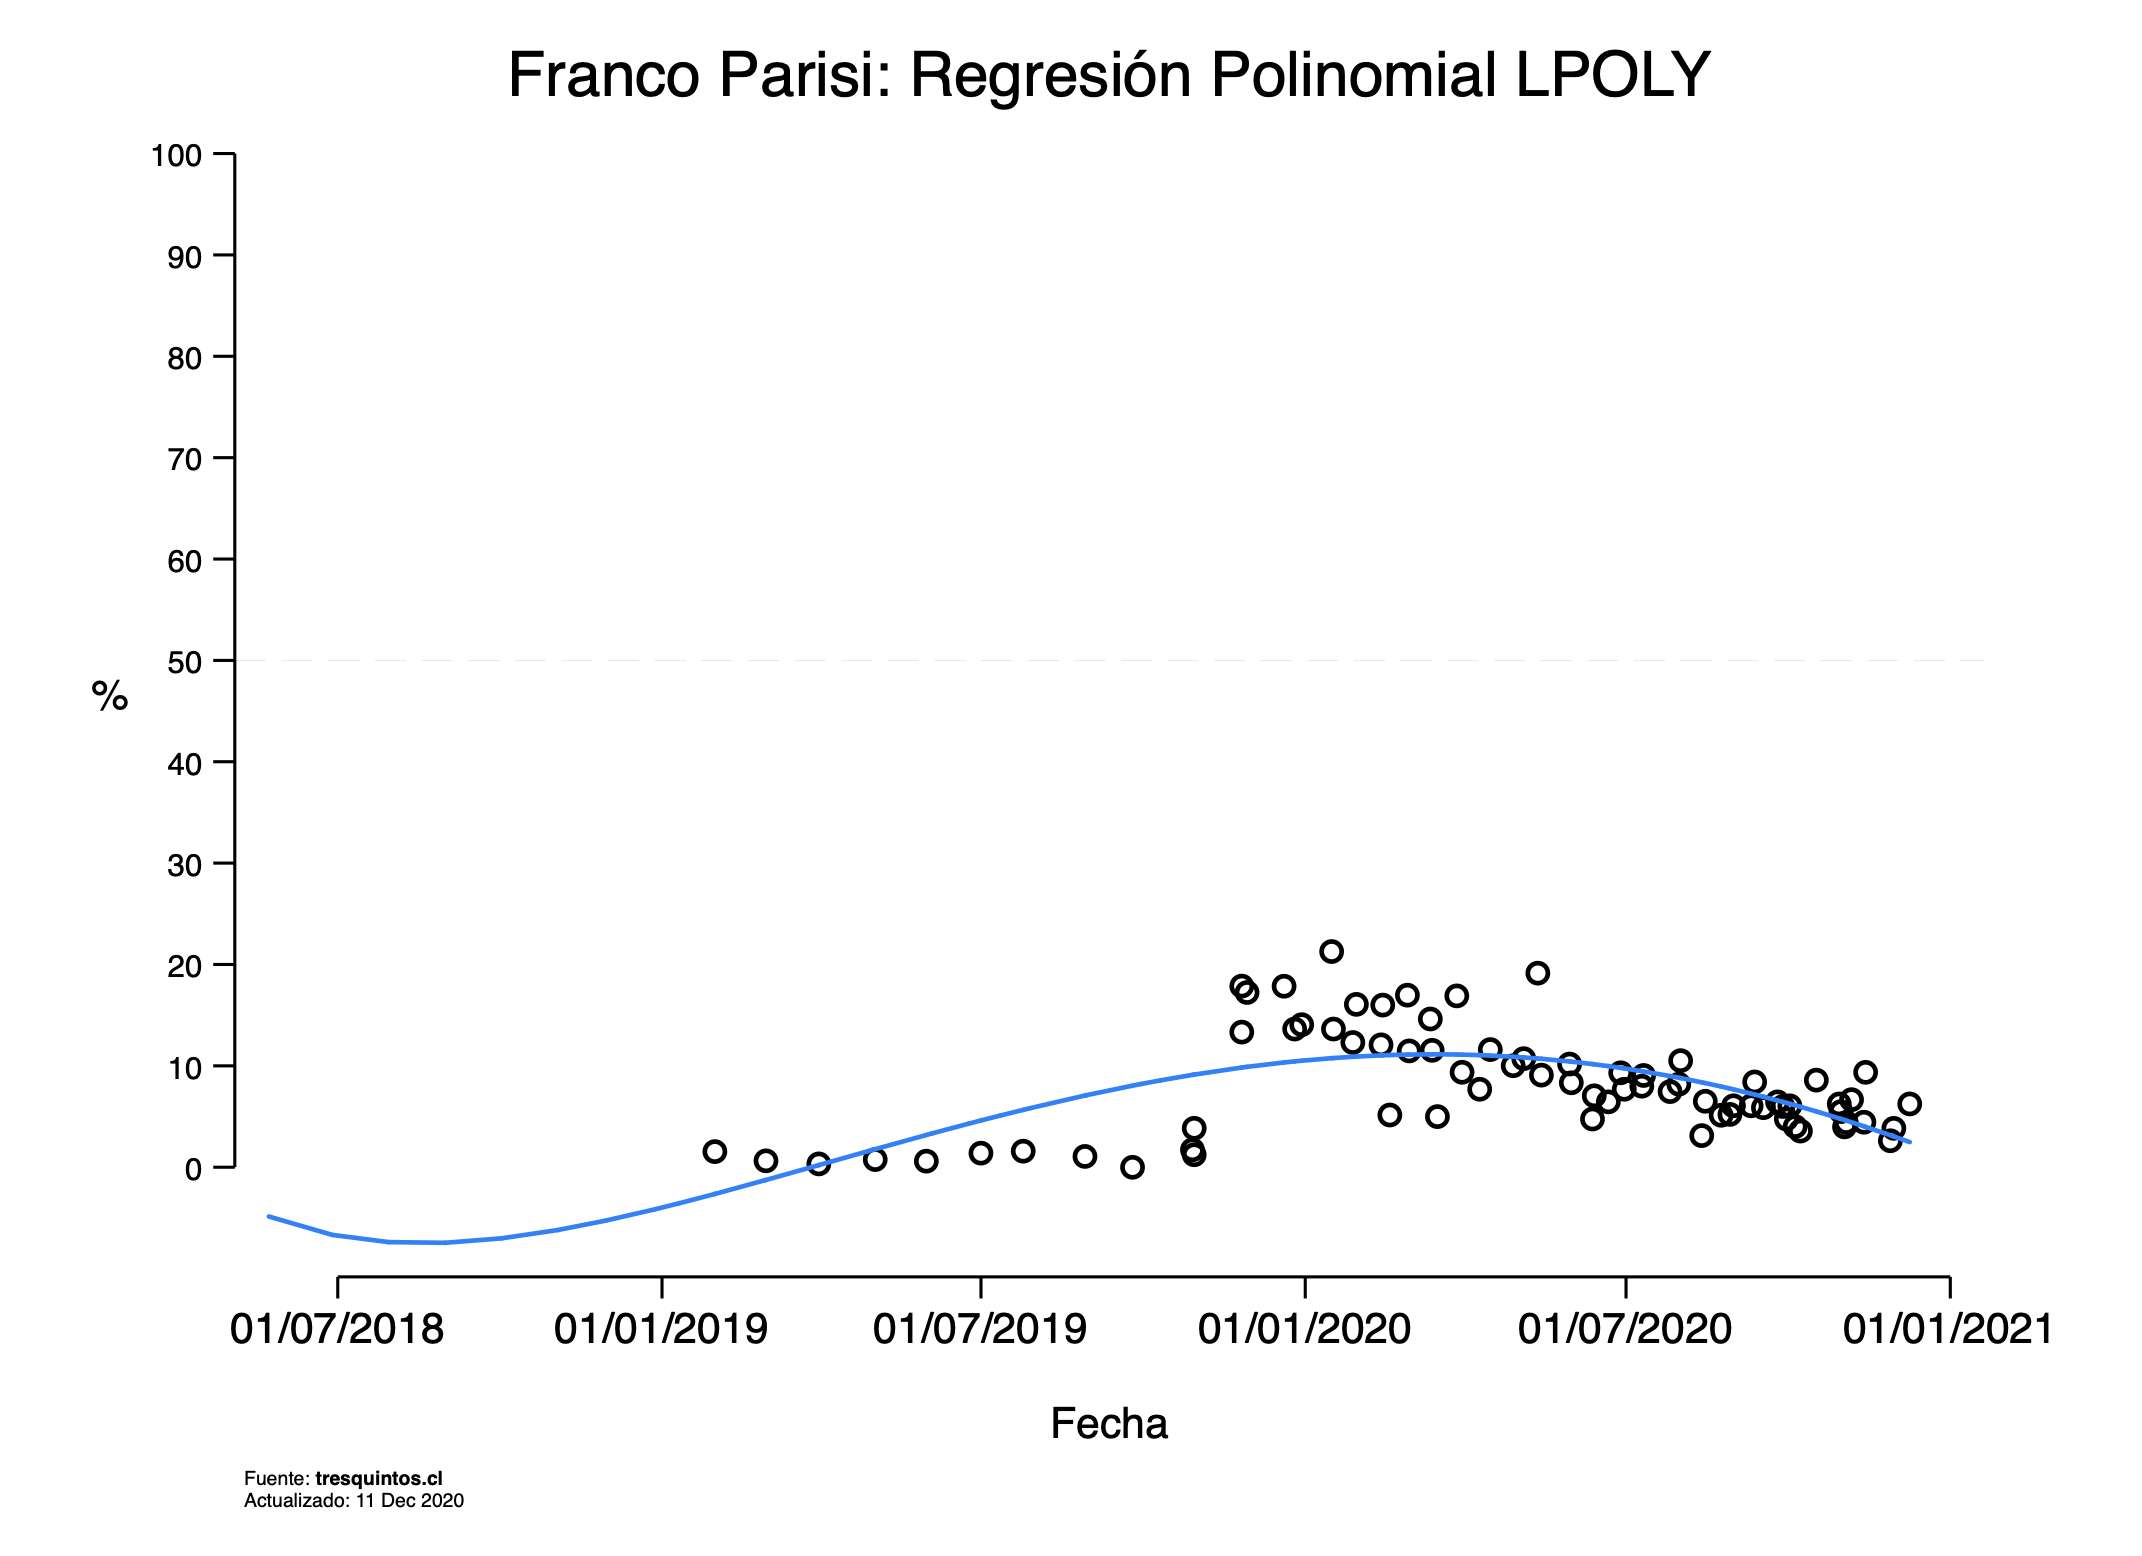 Franco Parisi: Regresión Polinomial LPOLY
100
90
80
70
60
50
%
40
30
20
10
0
01/07/2018 01/01/2019 01/07/2019 01/01/2020 01/07/2020 01/01/2021
Fecha
Fuente: tresquintos.cl
Actualizado: 11 Dec 2020